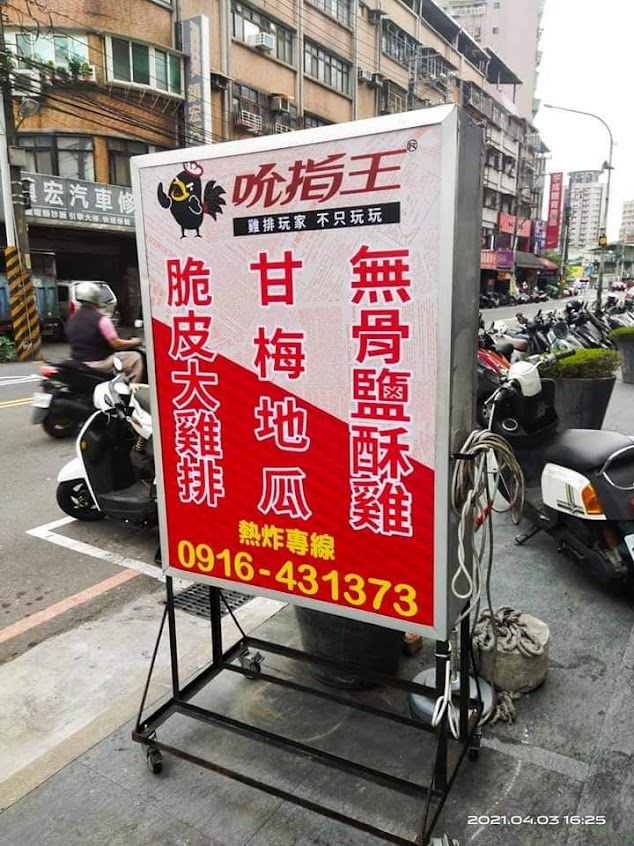 吮指王®
雞排玩家 不只玩玩
無骨鹽酥雞
甘梅地瓜
脆皮大雞排
熱炸專線
0916-431373
宏汽車修
2021.04.03 16:25